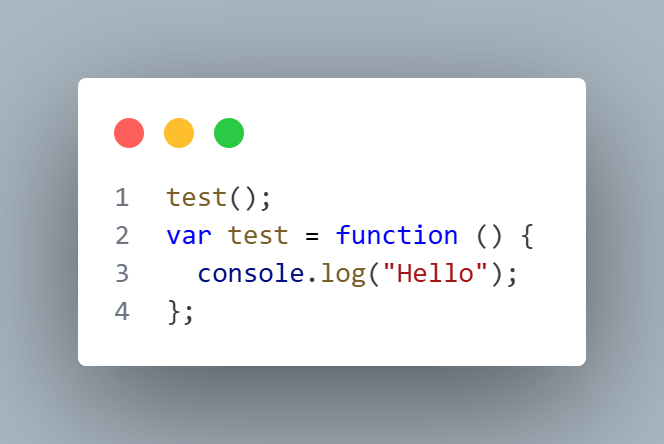 1 test();
2 var test = function () {
3   console.log("Hello");
4 };